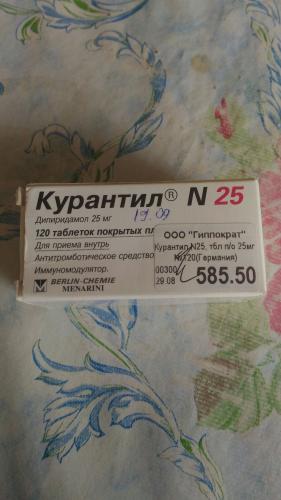 Курантил® N 25
Дипиридамол 25 мг
19.09
120 таблеток покрытых
Для приема внутрь
Антитромботическое средство
Иммуномодулятор.
BERLIN-CHEMIE
MENARINI
ООО "Гиппократ"
Курантил N25, тбл п/о 25мг
№120(Германия)
00300
29.08
585.50